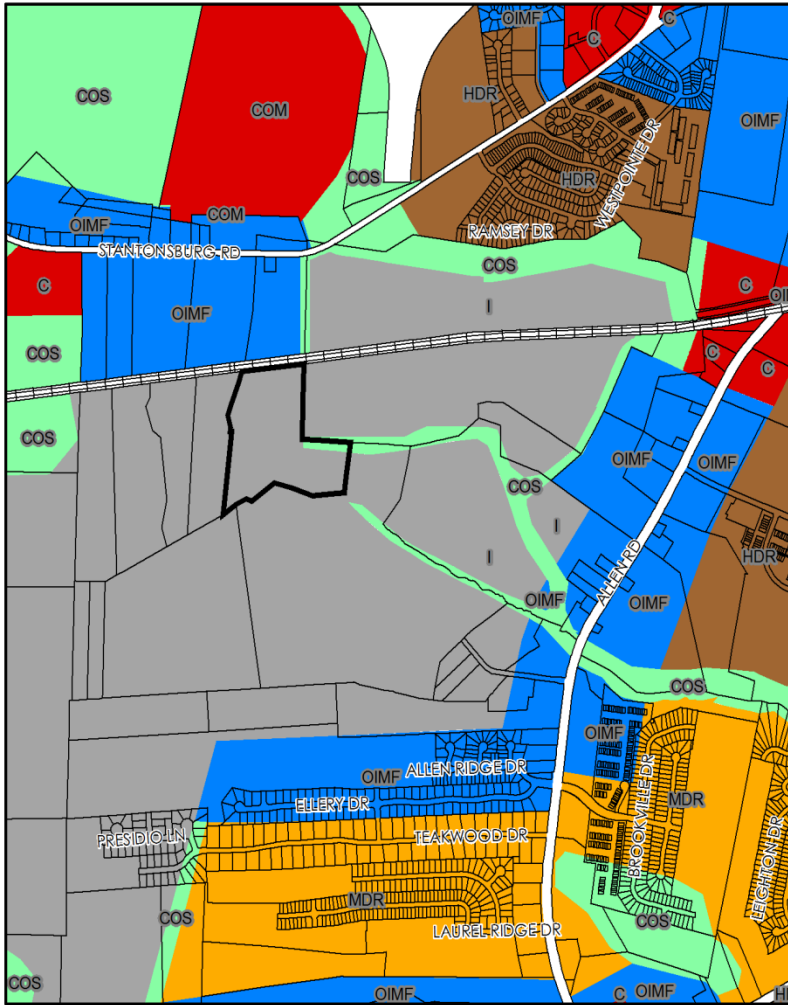 OIMF
C
C
COS
COM
HDR
OIMF
WESTPOINTE DR
COS
HDR
OIMF
COM
RAMSEY DR
STANTONSBURG RD
COS
C
I
OIMF
C
COS
C
C
COS
OIMF
OIMF
COS
I
I
HDR
ALLEN RD
OIMF
OIMF
COS
OIMF
ALLEN RIDGE DR
OIMF
ELLERY DR
BROOKVILLE DR
MDR
PRESIDIO LN
TEAKWOOD DR
LEIGHTON DR
MDR
COS
COS
LAUREL RIDGE DR
COS
OIMF
C
OIMF